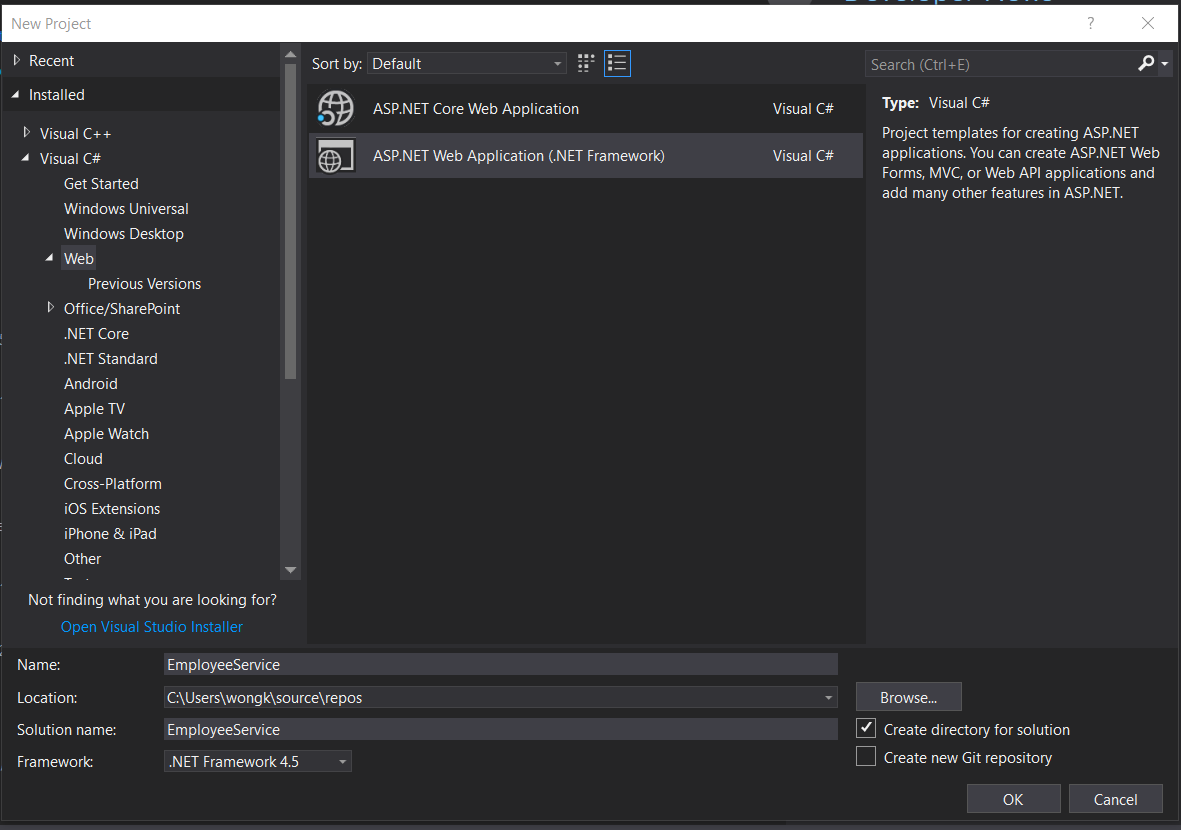 New Project
?
Recent
Installed
Visual C++
Visual C#
Get Started
Windows Universal
Windows Desktop
Web
Previous Versions
Office/SharePoint
.NET Core
.NET Standard
Android
Apple TV
Apple Watch
Cloud
Cross-Platform
iOS Extensions
iPhone & iPad
Other
Not finding what you are looking for?
Open Visual Studio Installer
Sort by: Default
ASP.NET Core Web Application Visual C#
ASP.NET Web Application (.NET Framework) Visual C#
Search (Ctrl+E)
Type: Visual C#
Project templates for creating ASP.NET
applications. You can create ASP.NET Web
Forms, MVC, or Web API applications and
add many other features in ASP.NET.
Name: EmployeeService
Location: C:\Users\wongk\source\repos
Browse...
Solution name: EmployeeService
Create directory for solution
Framework: .NET Framework 4.5
Create new Git repository
OK
Cancel